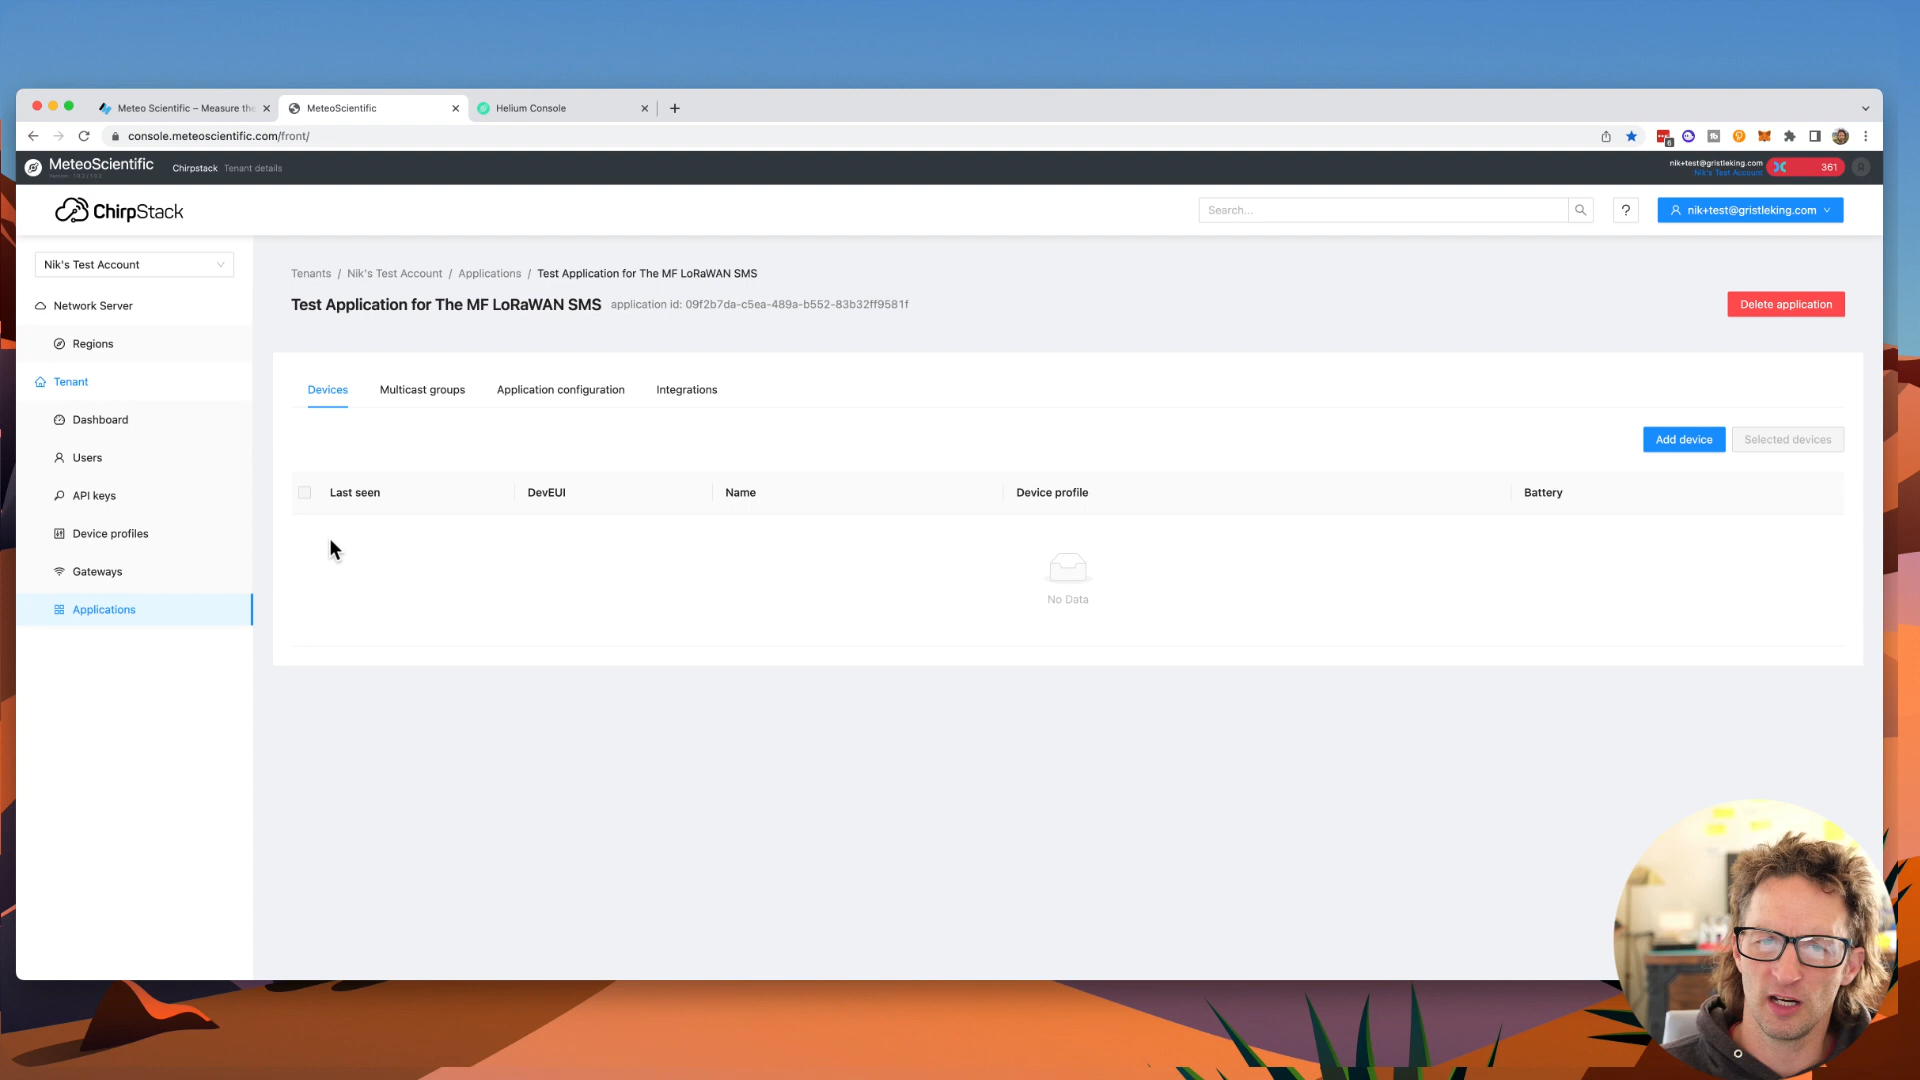 Meteo Scientific – Measure the
MeteoScientific
Helium Console
console.meteoscientific.com/front/
6
MeteoScientific
Chirpstack
Tenant details
nik+test@gristleking.com
Nik's Test Account
361
ChirpStack
Search...
?
nik+test@gristleking.com
Nik's Test Account
Network Server
Regions
Tenant
Dashboard
Users
API keys
Device profiles
Gateways
Applications
Tenants / Nik's Test Account / Applications / Test Application for The MF LoRaWAN SMS
Test Application for The MF LoRaWAN SMS
application id: 09f2b7da-c5ea-489a-b552-83b32ff9581f
Delete application
Devices
Multicast groups
Application configuration
Integrations
Add device
Selected devices
Last seen
DevEUI
Name
Device profile
Battery
No Data